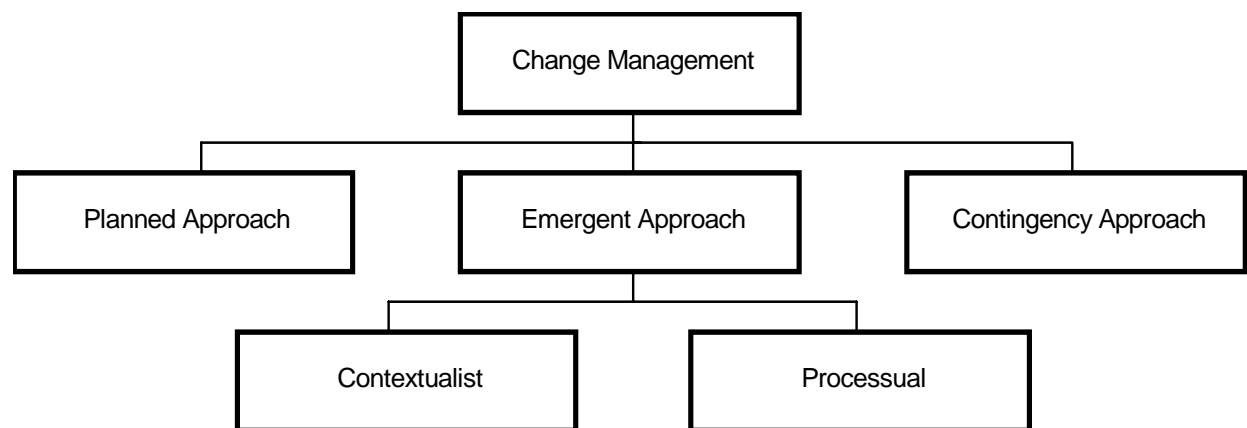 Change Management
Planned Approach
Emergent Approach
Contingency Approach
Contextualist
Processual